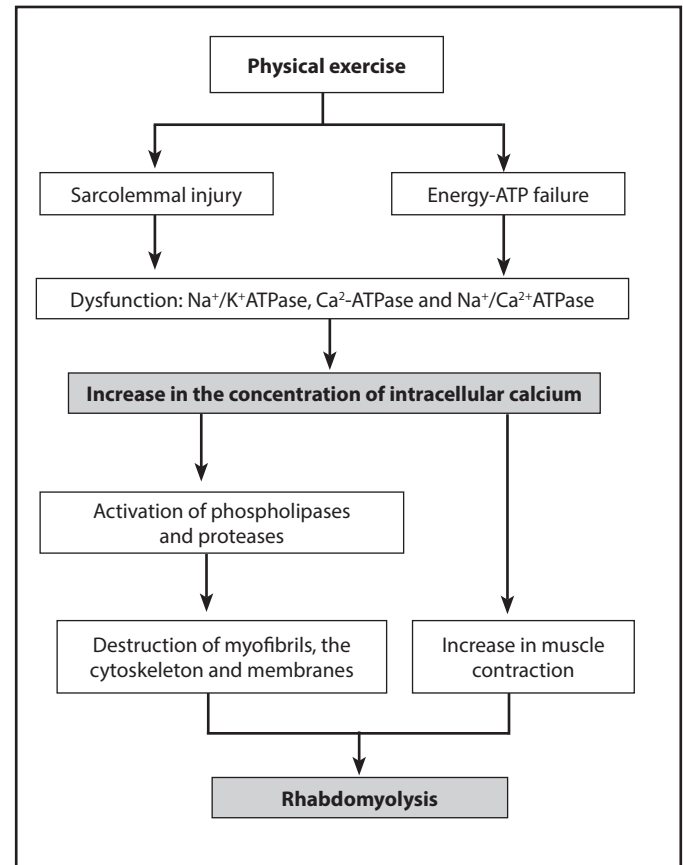 Physical exercise
Sarcolemmal injury
Energy-ATP failure
Dysfunction: Na⁺/K⁺ATPase, Ca²-ATPase and Na⁺/Ca²⁺ATPase
Increase in the concentration of intracellular calcium
Activation of phospholipases
and proteases
Destruction of myofibrils, the
cytoskeleton and membranes
Increase in muscle
contraction
Rhabdomyolysis